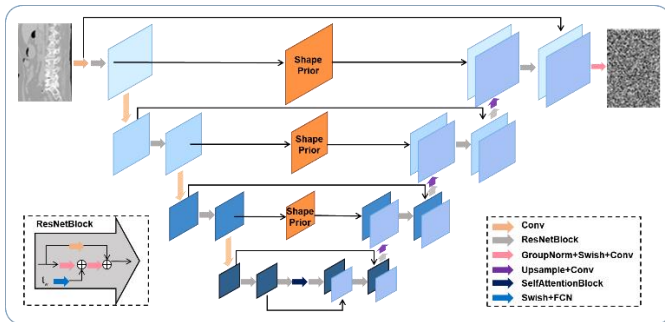 Shape
Prior
Shape
Prior
Shape
Prior
ResNetBlock
Conv
ResNetBlock
GroupNorm+Swish+Conv
Upsample+Conv
SelfAttentionBlock
Swish+FCN